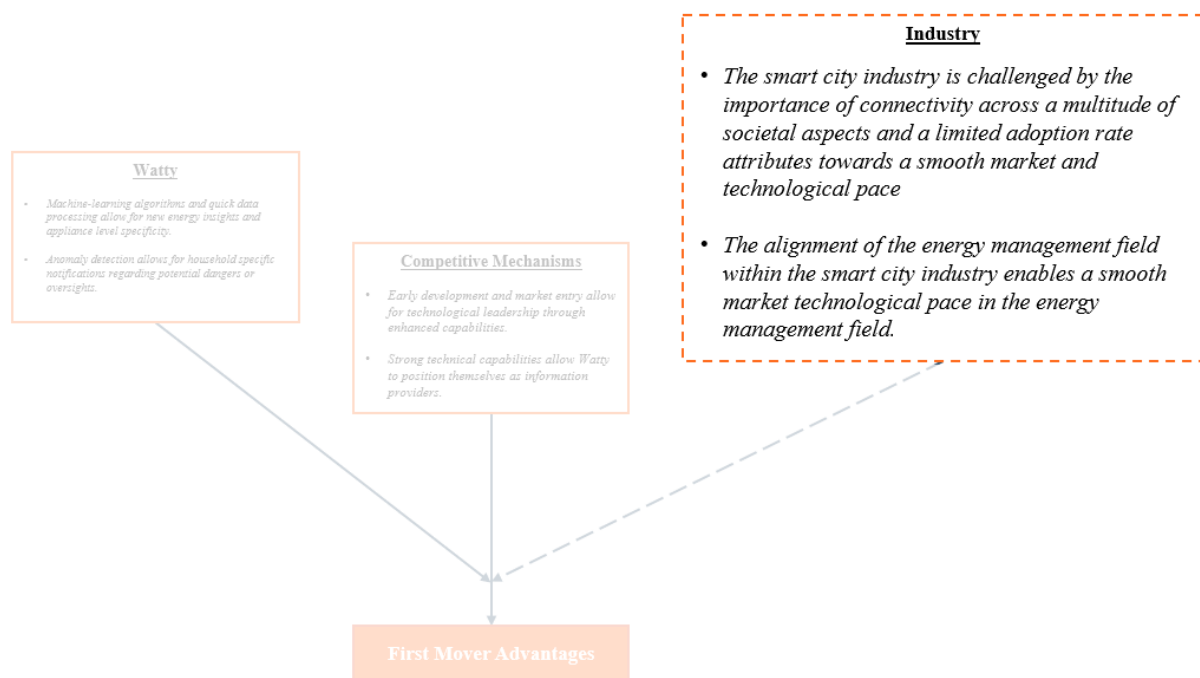 Industry
• The smart city industry is challenged by the
importance of connectivity across a multitude of
societal aspects and a limited adoption rate
attributes towards a smooth market and
technological pace
• The alignment of the energy management field
within the smart city industry enables a smooth
market technological pace in the energy
management field.
Watty
• Machine-learning algorithms and quick data
processing allow for new energy insights and
appliance level specificity.
• Anomaly detection allows for household specific
notifications regarding potential dangers or
oversights.
Competitive Mechanisms
• Early development and market entry allow
for technological leadership through
enhanced capabilities.
• Strong technical capabilities allow Watty
to position themselves as information
providers.
First Mover Advantages